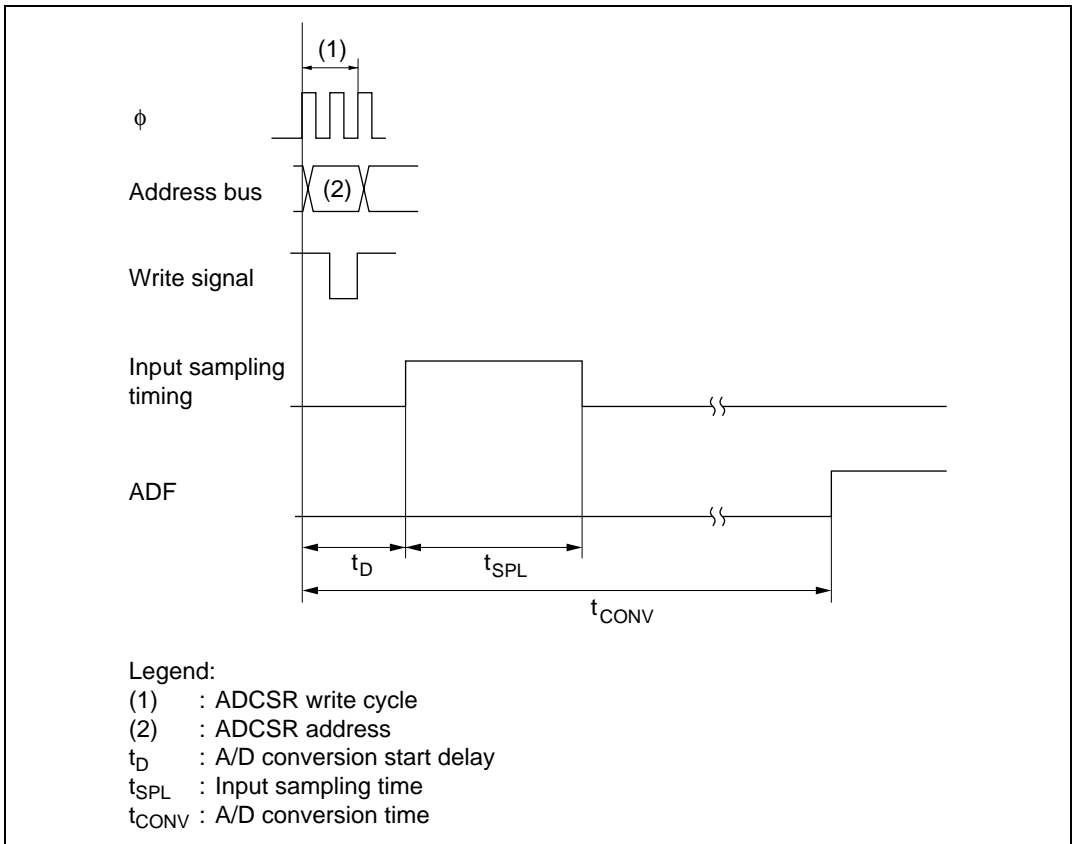 (1)
ϕ
Address bus
(2)
Write signal
Input sampling
timing
ADF
tD
tSPL
tCONV
Legend:
(1) : ADCSR write cycle
(2) : ADCSR address
tD : A/D conversion start delay
tSPL : Input sampling time
tCONV : A/D conversion time